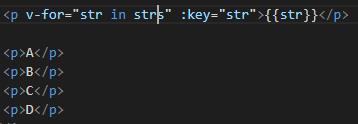 <p v-for="str in strs" :key="str">{{str}}</p>
<p>A</p>
<p>B</p>
<p>C</p>
<p>D</p>